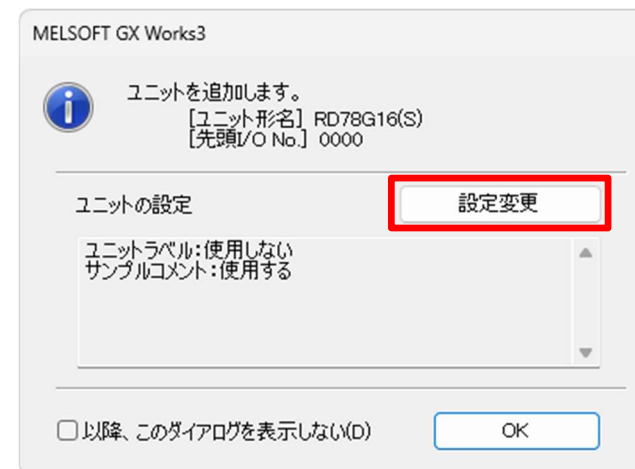 MELSOFT GX Works3
ユニットを追加します。
[ユニット形名] RD78G16(S)
[先頭I/O No.] 0000
ユニットの設定
設定変更
ユニットラベル:使用しない
サンプルコメント:使用する
以降、このダイアログを表示しない(D)
OK